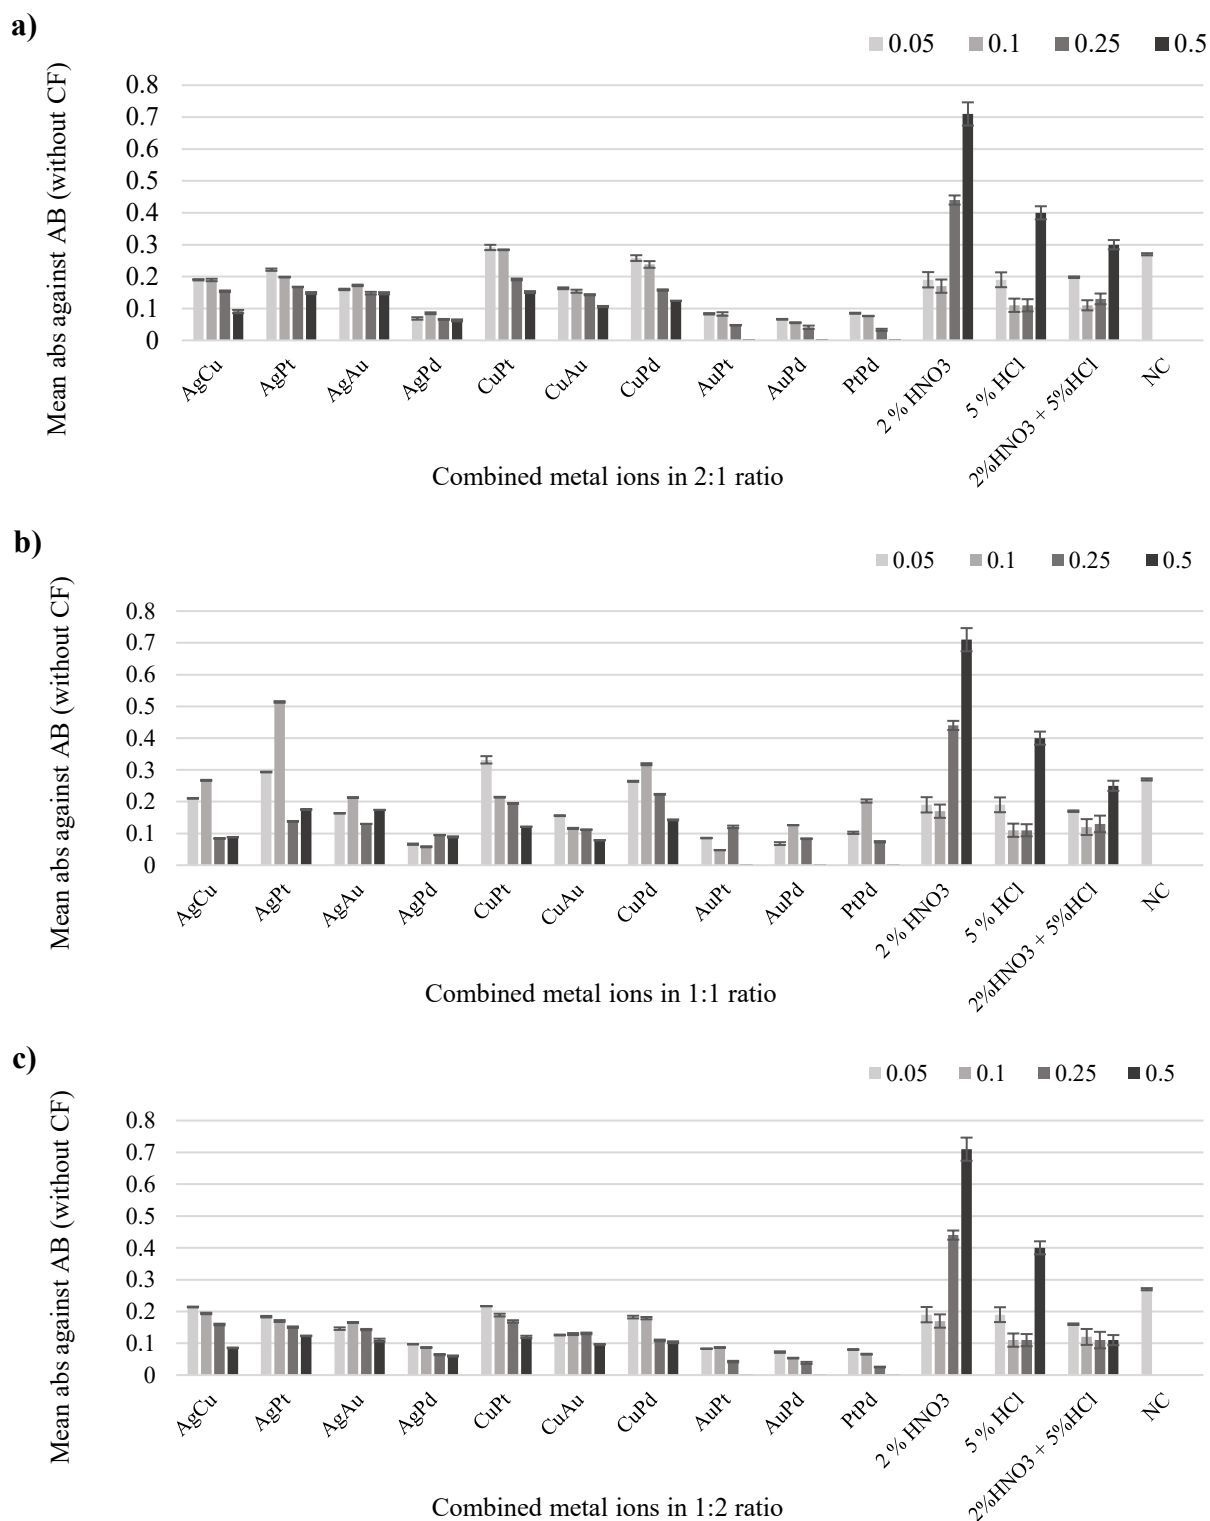 a)
0.05 0.1 0.25 0.5
Mean abs against AB (without CF)
0.8
0.7
0.6
0.5
0.4
0.3
0.2
0.1
0
AgCu AgPt AgAu AgPd CuPt CuAu CuPd AuPt AuPd PtPd 2 % HNO3 5 % HCl 2%HNO3 + 5%HCl NC
Combined metal ions in 2:1 ratio
b)
0.05 0.1 0.25 0.5
Mean abs against AB (without CF)
0.8
0.7
0.6
0.5
0.4
0.3
0.2
0.1
0
AgCu AgPt AgAu AgPd CuPt CuAu CuPd AuPt AuPd PtPd 2 % HNO3 5 % HCl 2%HNO3 + 5%HCl NC
Combined metal ions in 1:1 ratio
c)
0.05 0.1 0.25 0.5
Mean abs against AB (without CF)
0.8
0.7
0.6
0.5
0.4
0.3
0.2
0.1
0
AgCu AgPt AgAu AgPd CuPt CuAu CuPd AuPt AuPd PtPd 2 % HNO3 5 % HCl 2%HNO3 + 5%HCl NC
Combined metal ions in 1:2 ratio